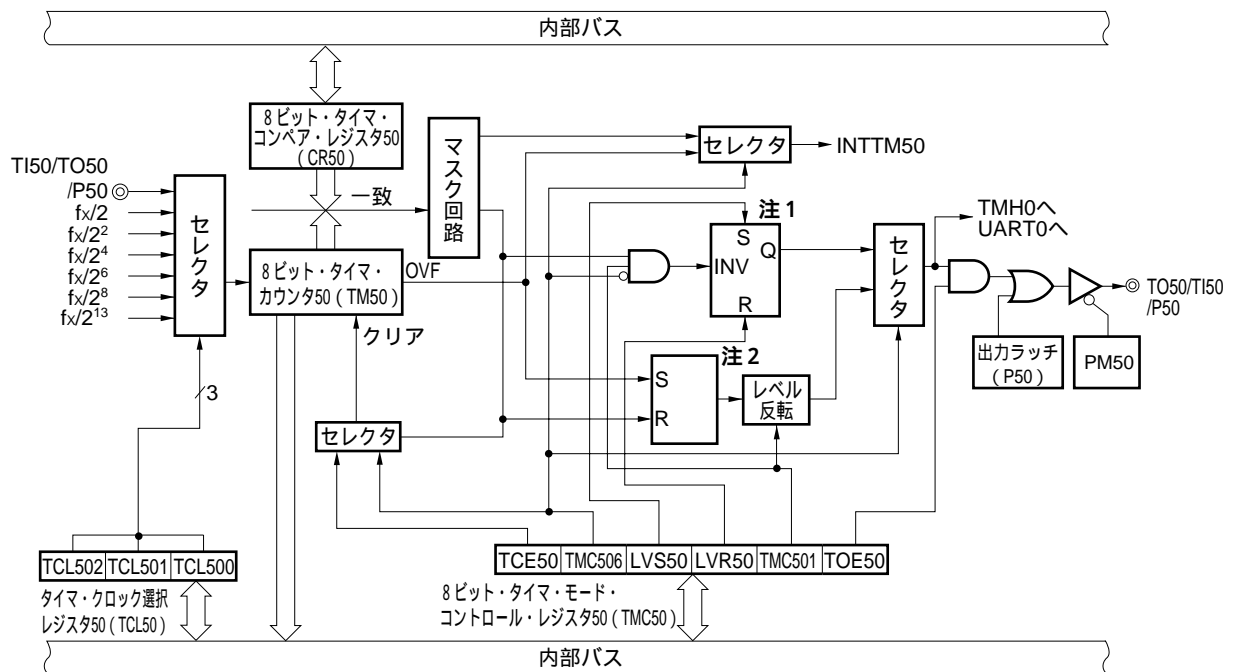 内部バス
8ビット・タイマ・
コンペア・レジスタ50
(CR50)
マスク回路
セレクタ
INTTM50
TI50/TO50
/P50
fx/2
fx/2²
fx/2⁴
fx/2⁶
fx/2⁸
fx/2¹³
セレクタ
一致
8ビット・タイマ・
カウンタ50(TM50)
OVF
クリア
注1
S
INV
Q
R
セレクタ
TMH0へ
UART0へ
TO50/TI50
/P50
出力ラッチ
(P50)
PM50
注2
S
R
レベル
反転
3
セレクタ
TCL502 TCL501 TCL500
タイマ・クロック選択
レジスタ50(TCL50)
TCE50 TMC506 LVS50 LVR50 TMC501 TOE50
8ビット・タイマ・モード・
コントロール・レジスタ50(TMC50)
内部バス